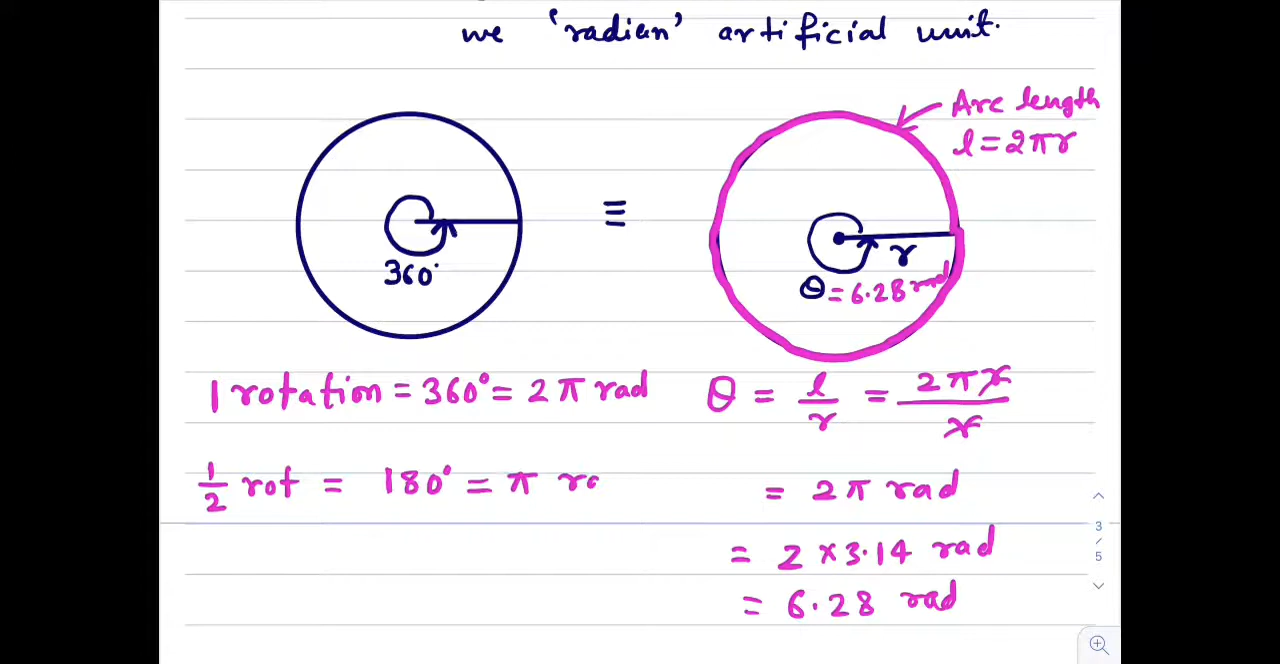 we 'radian' artificial unit.
Arc length
l = 2πr
360°
≡
r
θ = 6.28 rad
1 rotation = 360° = 2π rad
1/2 rot = 180° = π ra
θ = l/r = 2πr/r
= 2π rad
= 2 × 3.14 rad
= 6.28 rad
3
/
5